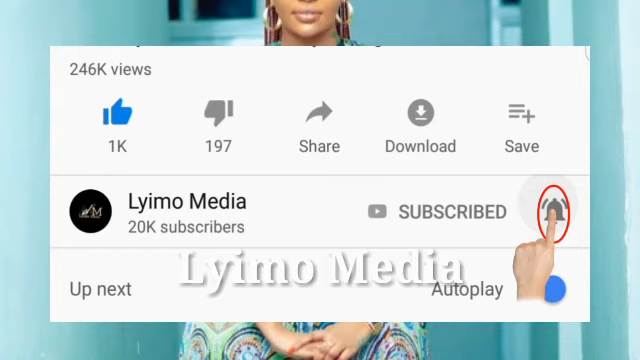 246K views
1K
197
Share
Download
Save
Lyimo Media
SUBSCRIBED
20K subscribers
Lyimo Media
Up next
Autoplay